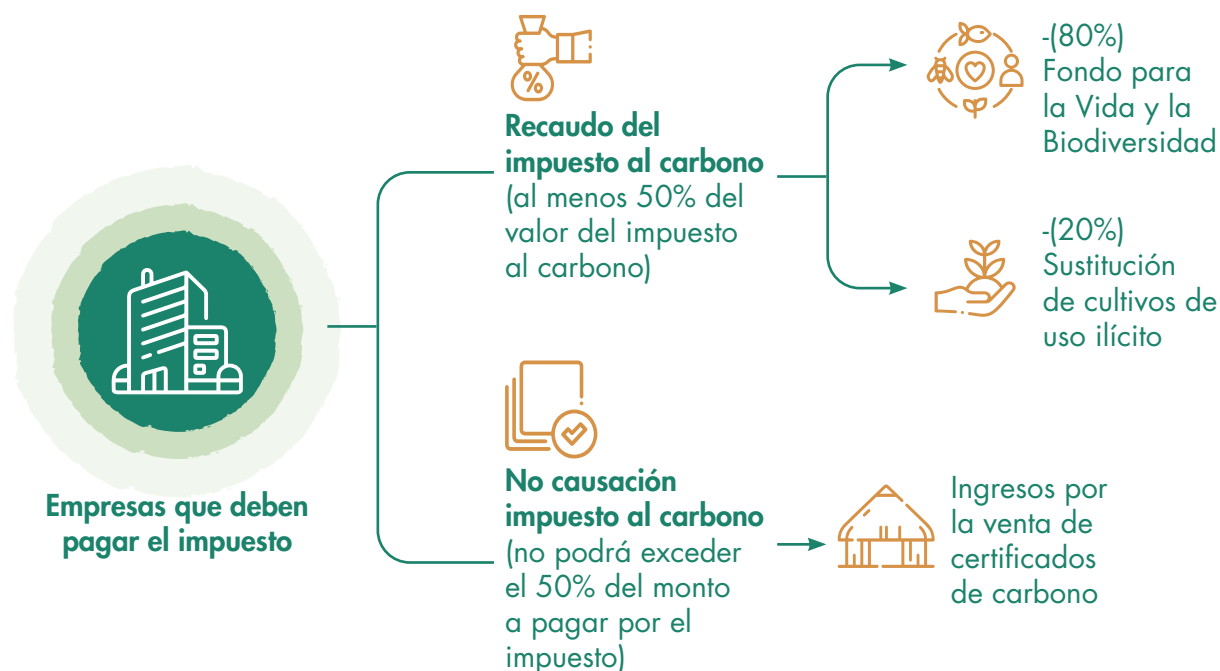 Empresas que deben
pagar el impuesto
%
Recaudo del
impuesto al carbono
(al menos 50% del
valor del impuesto
al carbono)
-(80%)
Fondo para
la Vida y la
Biodiversidad
-(20%)
Sustitución
de cultivos de
uso ilícito
No causación
impuesto al carbono
(no podrá exceder
el 50% del monto
a pagar por el
impuesto)
Ingresos por
la venta de
certificados
de carbono